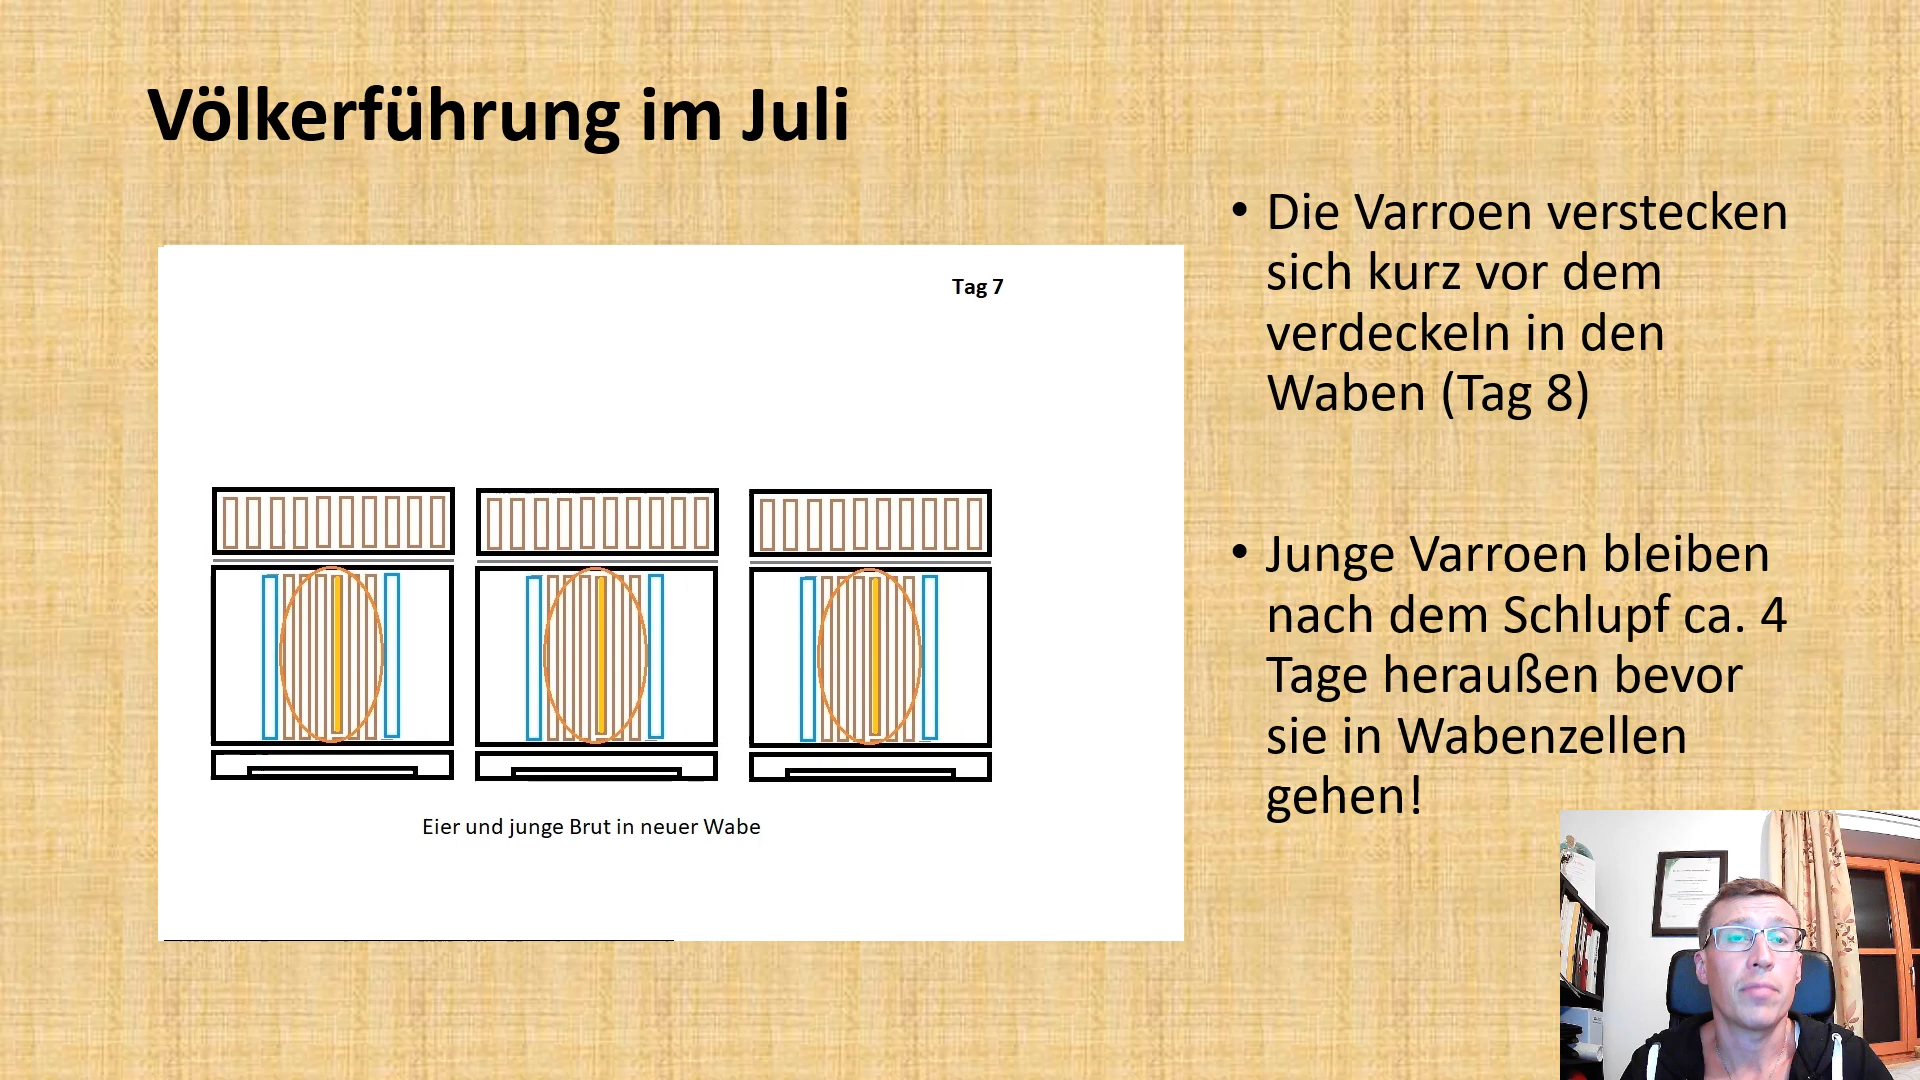 Völkerführung im Juli
Tag 7
Eier und junge Brut in neuer Wabe
• Die Varroen verstecken
sich kurz vor dem
verdeckeln in den
Waben (Tag 8)
• Junge Varroen bleiben
nach dem Schlupf ca. 4
Tage heraußen bevor
sie in Wabenzellen
gehen!